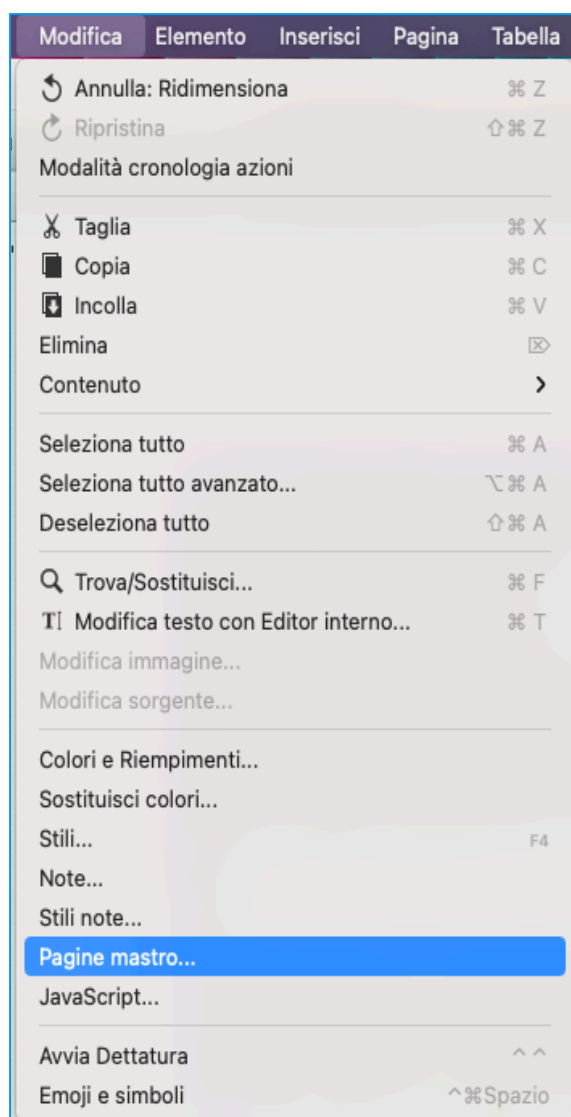 Modifica Elemento Inserisci Pagina Tabella
Annulla: Ridimensiona ⌘ Z
Ripristina ⇧⌘ Z
Modalità cronologia azioni
Taglia ⌘ X
Copia ⌘ C
Incolla ⌘ V
Elimina ⌦
Contenuto >
Seleziona tutto ⌘ A
Seleziona tutto avanzato... ⌥⌘ A
Deseleziona tutto ⇧⌘ A
Trova/Sostituisci... ⌘ F
Modifica testo con Editor interno... ⌘ T
Modifica immagine...
Modifica sorgente...
Colori e Riempimenti...
Sostituisci colori...
Stili... F4
Note...
Stili note...
Pagine mastro...
JavaScript...
Avvia Dettatura ^ ^
Emoji e simboli ^⌘Spazio